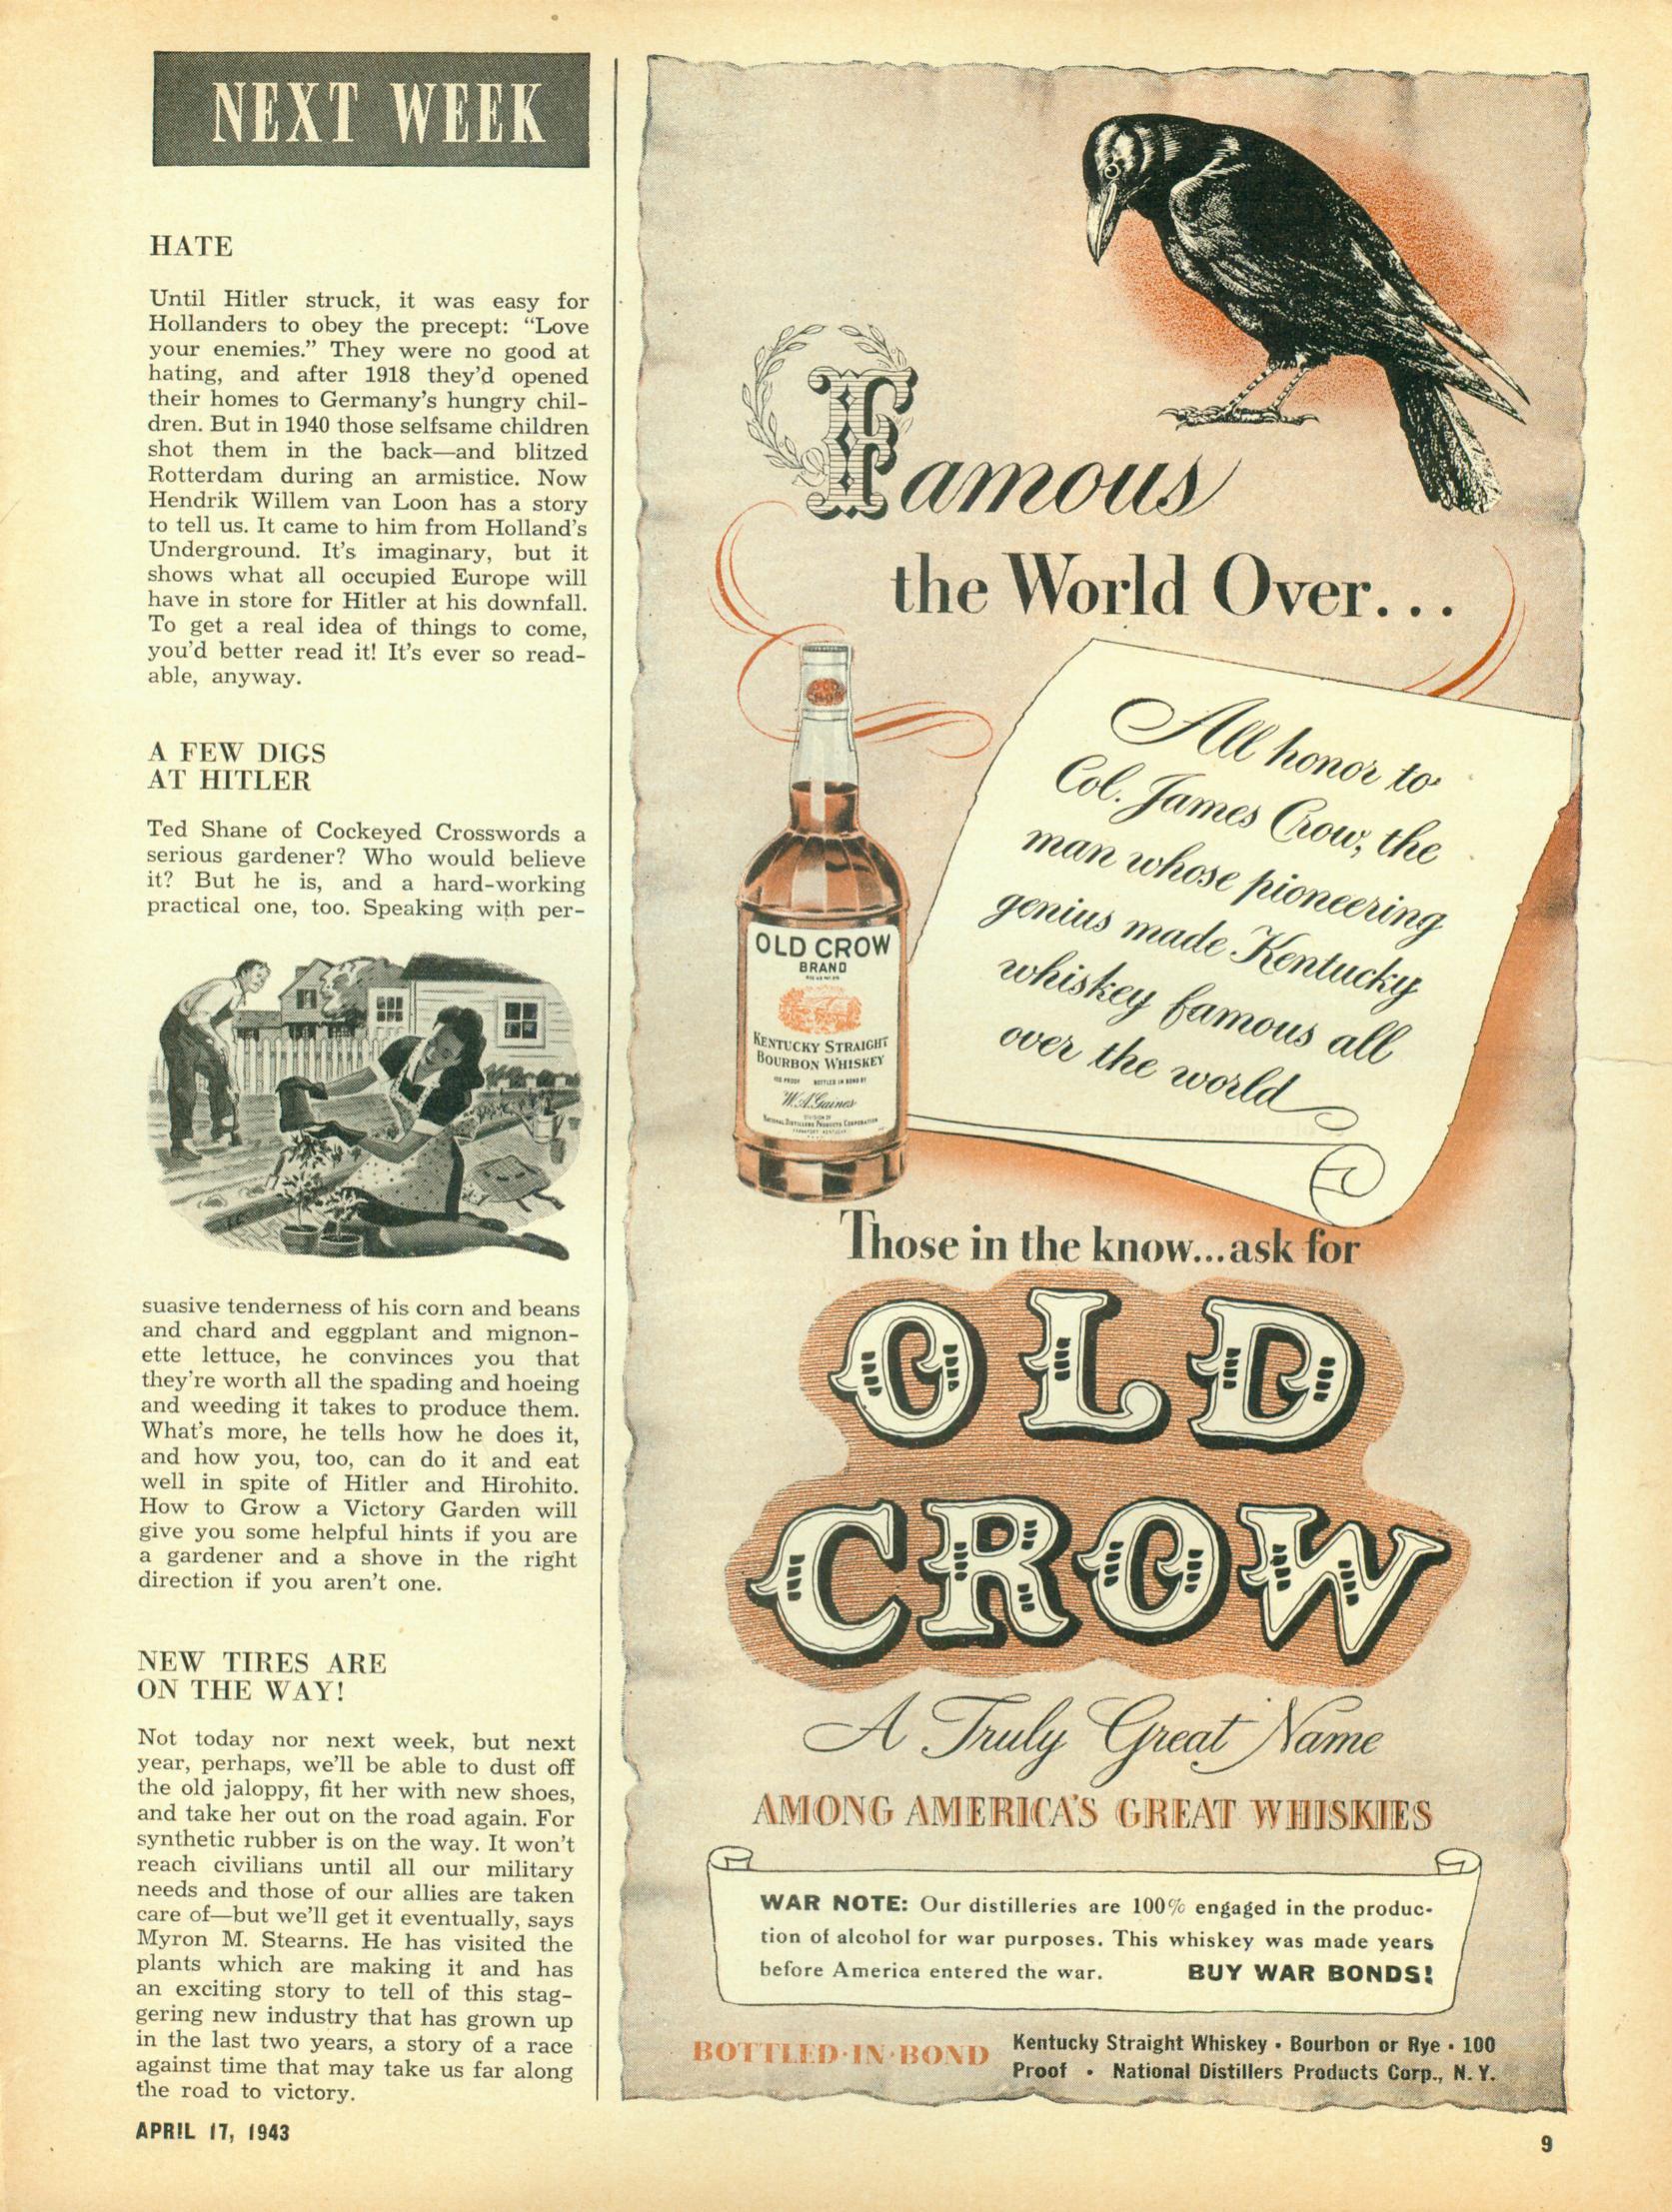 NEXT WEEK
HATE
Until Hitler struck, it was easy for
Hollanders to obey the precept: “Love
your enemies.” They were no good at
hating, and after 1918 they’d opened
their homes to Germany’s hungry chil-
dren. But in 1940 those selfsame children
shot them in the back—and blitzed
Rotterdam during an armistice. Now
Hendrik Willem van Loon has a story
to tell us. It came to him from Holland’s
Underground. It’s imaginary, but it
shows what all occupied Europe will
have in store for Hitler at his downfall.
To get a real idea of things to come,
you’d better read it! It’s ever so read-
able, anyway.
A FEW DIGS
AT HITLER
Ted Shane of Cockeyed Crosswords a
serious gardener? Who would believe
it? But he is, and a hard-working
practical one, too. Speaking with per-
suasive tenderness of his corn and beans
and chard and eggplant and mignon-
ette lettuce, he convinces you that
they’re worth all the spading and hoeing
and weeding it takes to produce them.
What’s more, he tells how he does it,
and how you, too, can do it and eat
well in spite of Hitler and Hirohito.
How to Grow a Victory Garden will
give you some helpful hints if you are
a gardener and a shove in the right
direction if you aren’t one.
NEW TIRES ARE
ON THE WAY!
Not today nor next week, but next
year, perhaps, we’ll be able to dust off
the old jaloppy, fit her with new shoes,
and take her out on the road again. For
synthetic rubber is on the way. It won’t
reach civilians until all our military
needs and those of our allies are taken
care of—but we’ll get it eventually, says
Myron M. Stearns. He has visited the
plants which are making it and has
an exciting story to tell of this stag-
gering new industry that has grown up
in the last two years, a story of a race
against time that may take us far along
the road to victory.
APRIL 17, 1943
Famous
the World Over...
OLD
CROW
All honor to
Col. James Crow, the
man whose pioneering
genius made Kentucky
whiskey famous all
over the world
OLD CROW
BRAND
KENTUCKY STRAIGHT
BOURBON WHISKEY
100 PROOF BOTTLED IN BOND BY
W.A. Gaines
DIVISION OF
NATIONAL DISTILLERS PRODUCTS CORPORATION
FRANKFORT KENTUCKY
Those in the know...ask for
OLD
CROW
A Truly Great Name
AMONG AMERICA’S GREAT WHISKIES
WAR NOTE: Our distilleries are 100% engaged in the produc-
tion of alcohol for war purposes. This whiskey was made years
before America entered the war. BUY WAR BONDS!
BOTTLED·IN·BOND
Kentucky Straight Whiskey • Bourbon or Rye • 100
Proof • National Distillers Products Corp., N. Y.
9